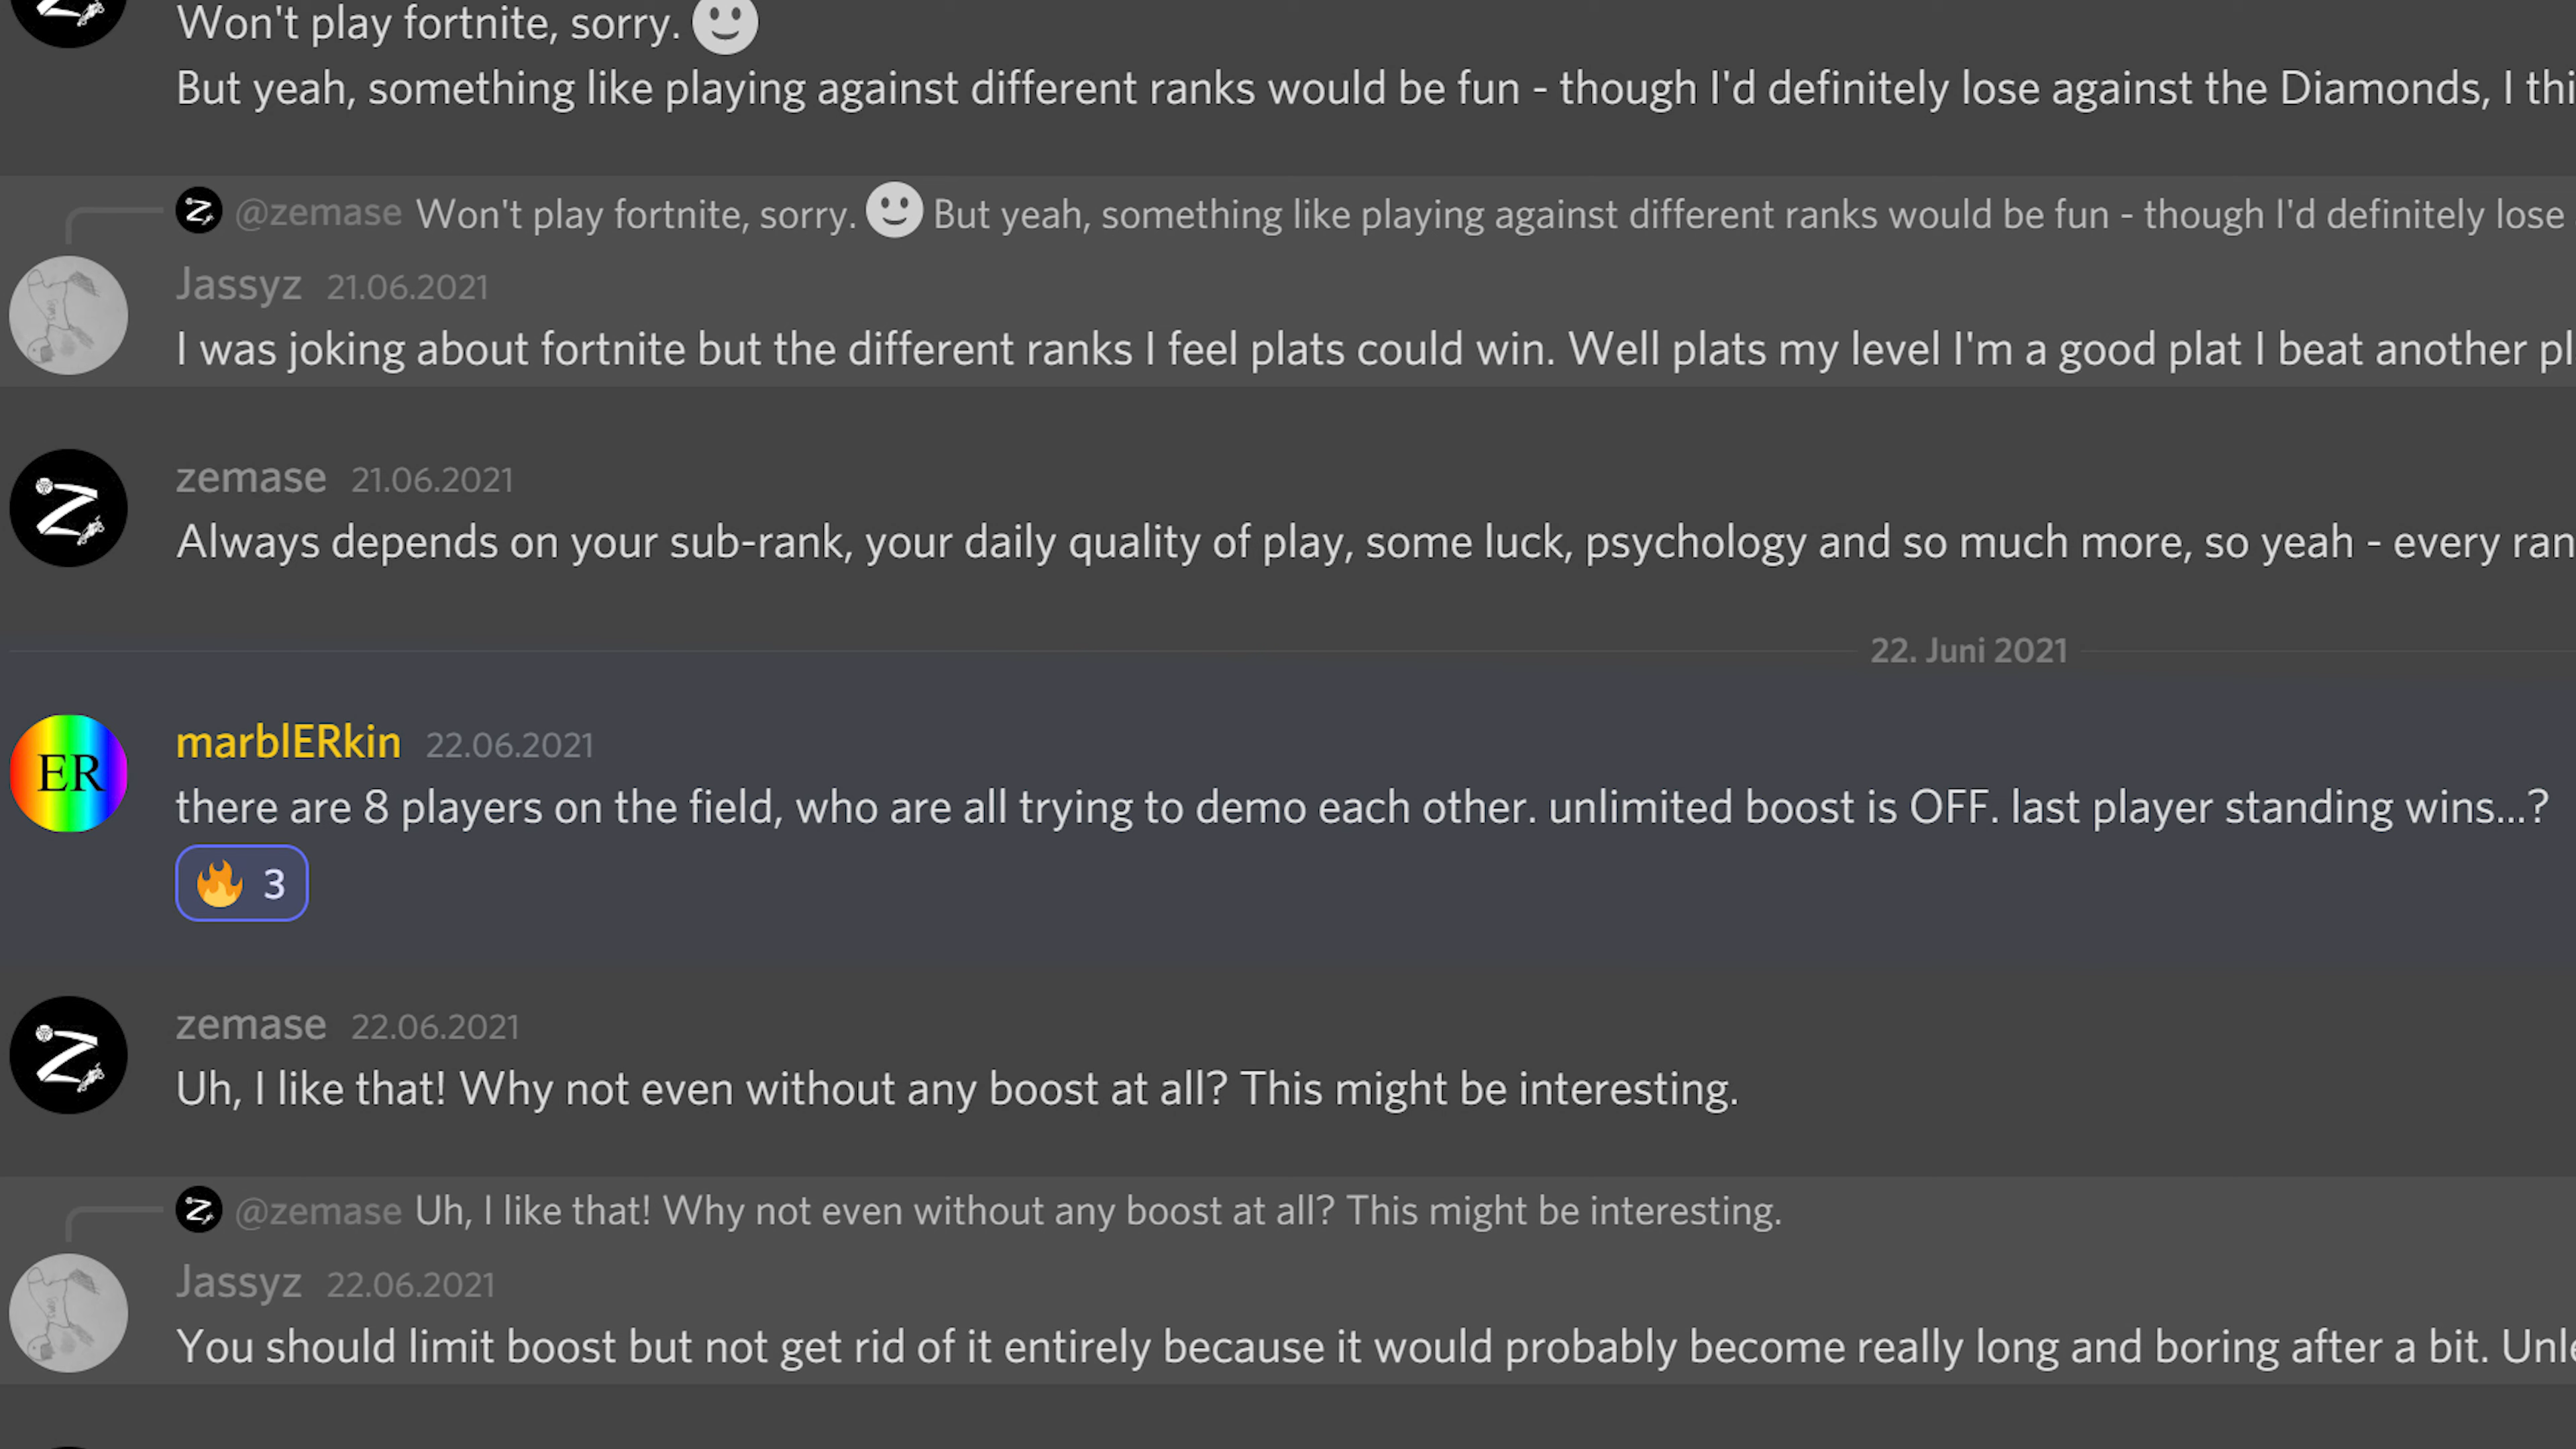 Won't play fortnite, sorry.
But yeah, something like playing against different ranks would be fun - though I'd definitely lose against the Diamonds, I thi
@zemase Won't play fortnite, sorry. But yeah, something like playing against different ranks would be fun - though I'd definitely lose
Jassyz 21.06.2021
I was joking about fortnite but the different ranks I feel plats could win. Well plats my level I'm a good plat I beat another pl
zemase 21.06.2021
Always depends on your sub-rank, your daily quality of play, some luck, psychology and so much more, so yeah - every ran
22. Juni 2021
ER
marblERkin 22.06.2021
there are 8 players on the field, who are all trying to demo each other. unlimited boost is OFF. last player standing wins...?
3
zemase 22.06.2021
Uh, I like that! Why not even without any boost at all? This might be interesting.
@zemase Uh, I like that! Why not even without any boost at all? This might be interesting.
Jassyz 22.06.2021
You should limit boost but not get rid of it entirely because it would probably become really long and boring after a bit. Unle